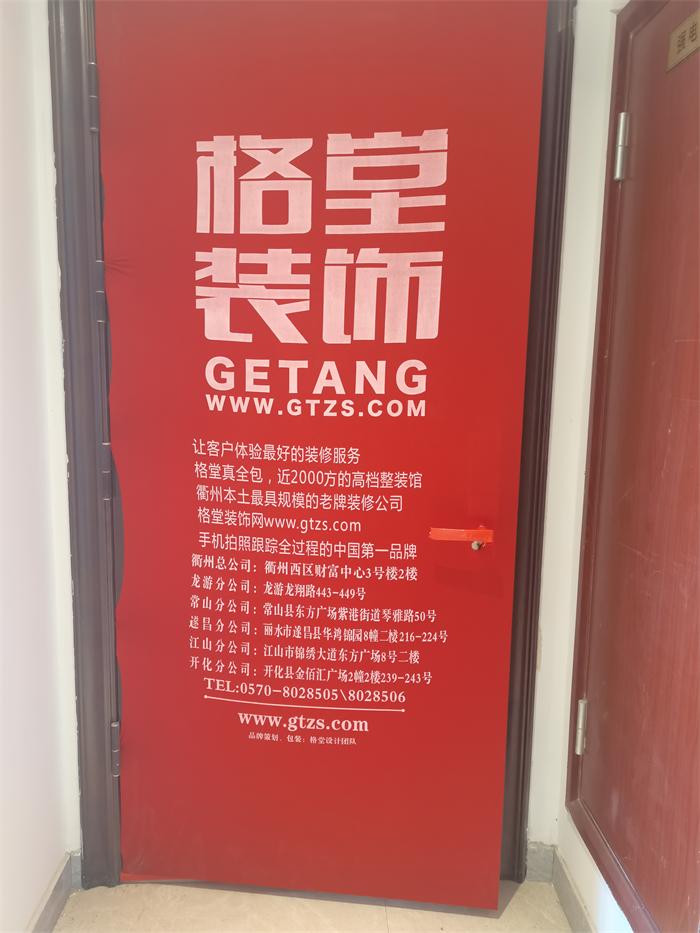 格堂
装饰
GETANG
WWW.GTZS.COM
让客户体验最好的装修服务
格堂真全包，近2000方的高档整装馆
衢州本土最具规模的老牌装修公司
格堂装饰网www.gtzs.com
手机拍照跟踪全过程的中国第一品牌
衢州总公司：衢州西区财富中心3号楼2楼
龙游分公司：龙游龙翔路443-449号
常山分公司：常山县东方广场紫港街道琴雅路50号
遂昌分公司：丽水市遂昌县华鸿锦园8幢二楼216-224号
江山分公司：江山市锦绣大道东方广场8号二楼
开化分公司：开化县金佰汇广场2幢2楼239-243号
TEL:0570-8028505\8028506
www.gtzs.com
品牌策划、包装：格堂设计团队